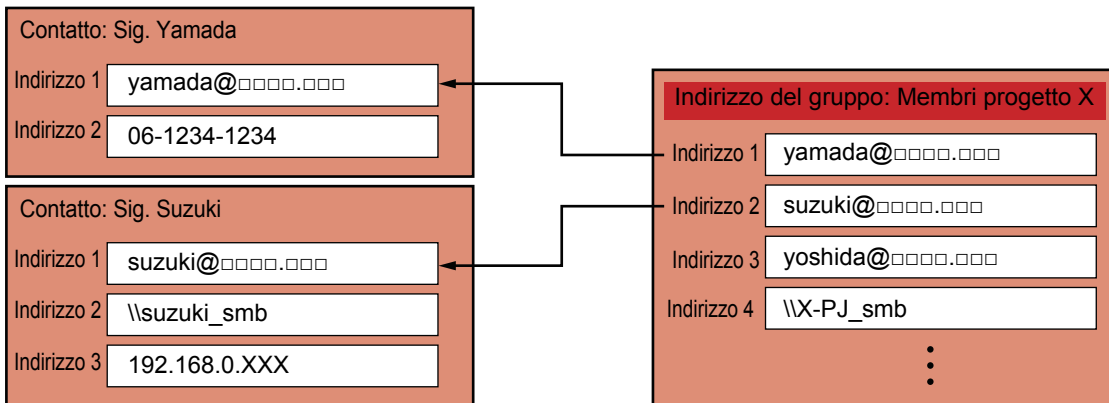 Contatto: Sig. Yamada
Indirizzo 1 yamada@□□□□.□□□
Indirizzo 2 06-1234-1234
Contatto: Sig. Suzuki
Indirizzo 1 suzuki@□□□□.□□□
Indirizzo 2 \\suzuki_smb
Indirizzo 3 192.168.0.XXX
Indirizzo del gruppo: Membri progetto X
Indirizzo 1 yamada@□□□□.□□□
Indirizzo 2 suzuki@□□□□.□□□
Indirizzo 3 yoshida@□□□□.□□□
Indirizzo 4 \\X-PJ_smb